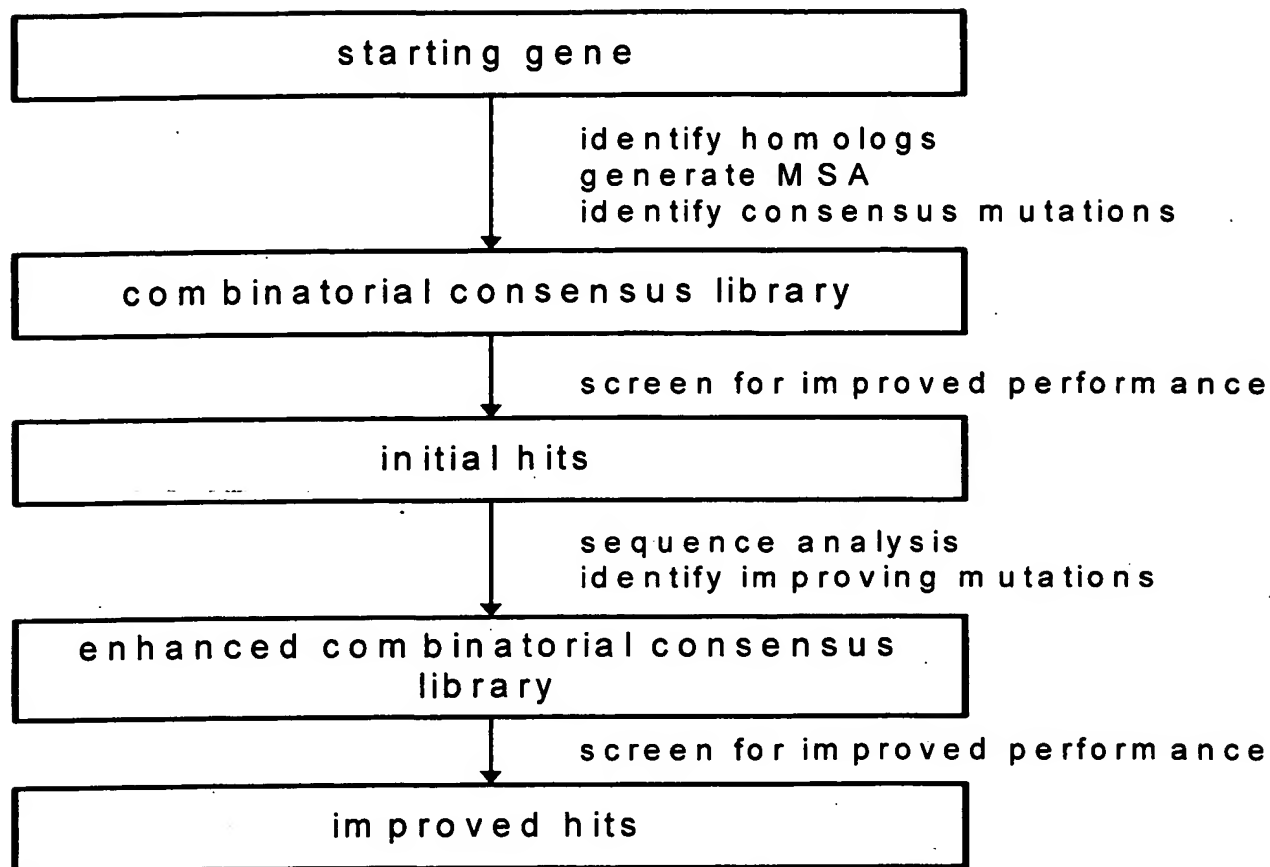 starting gene
identify homologs
generate MSA
identify consensus mutations
combinatorial consensus library
screen for improved performance
initial hits
sequence analysis
identify improving mutations
enhanced combinatorial consensus
library
screen for improved performance
improved hits